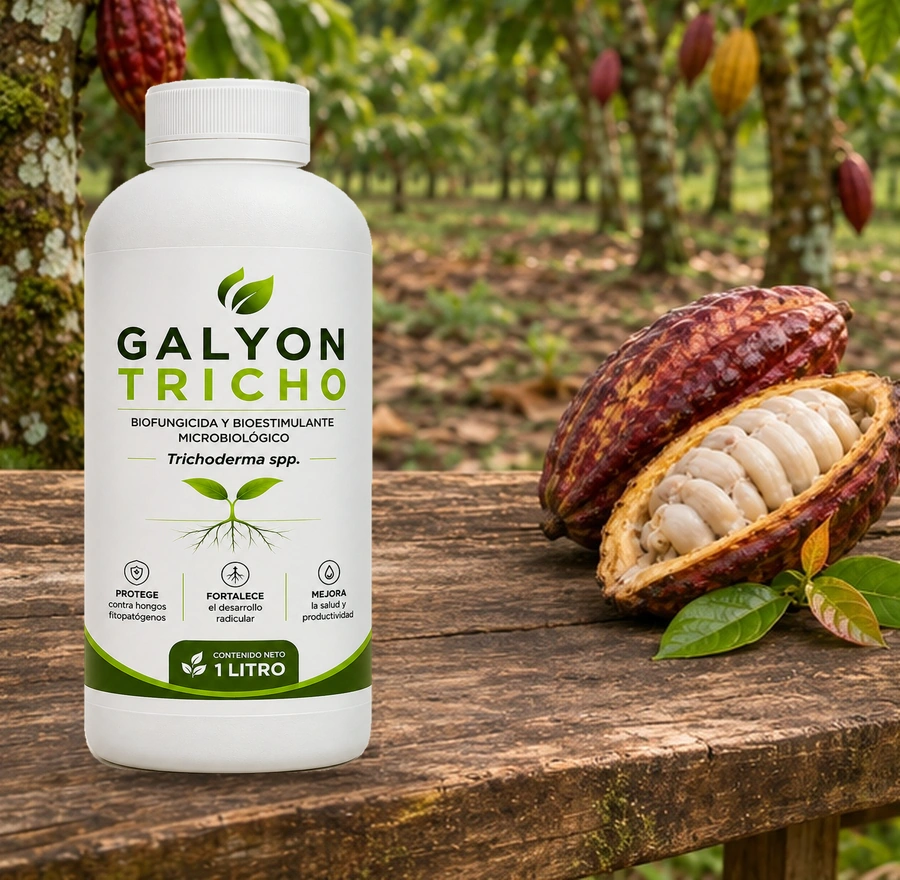 GALYON
TRICHO
BIOFUNGICIDA Y BIOESTIMULANTE
MICROBIOLÓGICO
Trichoderma spp.
PROTEGE
contra hongos
fitopatógenos
FORTALECE
el desarrollo
radicular
MEJORA
la salud y
productividad
CONTENIDO NETO
1 LITRO